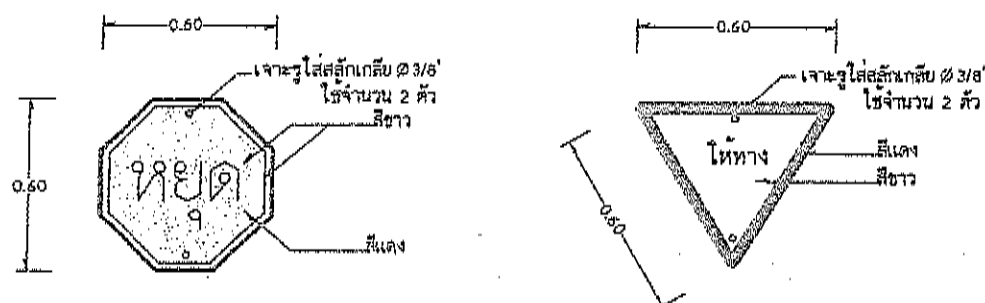 0.60
เจาะรูใส่สลักเกลีย Ø 3/8'
ใช้จำนวน 2 ตัว
สีขาว
0.60
หยุด
สีแดง
0.60
เจาะรูใส่สลักเกลีย Ø 3/8'
ใช้จำนวน 2 ตัว
ให้ทาง
สีแดง
สีขาว
0.60